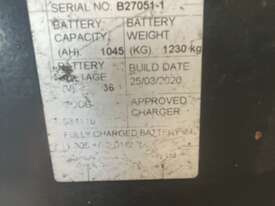 SERIAL NO. B27051-1
BATTERY BATTERY
CAPACITY, WEIGHT
(AH) 1045 (KG) 1230 kg
BATTERY BUILD DATE
25/03/2020
36
APPROVED
CHARGER
FULLY CHARGED BATTERY